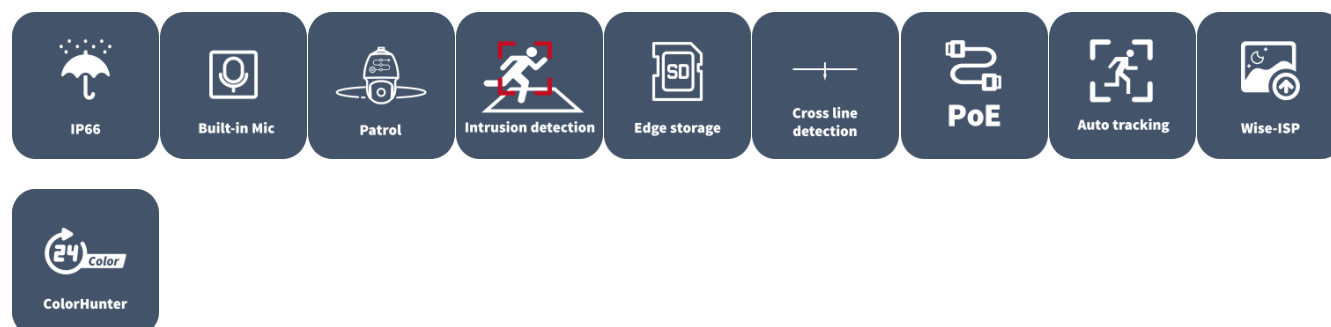 IP66
Built-in Mic
Patrol
Intrusion detection
SD
Edge storage
Cross line
detection
PoE
Auto tracking
Wise-ISP
24 Color
ColorHunter